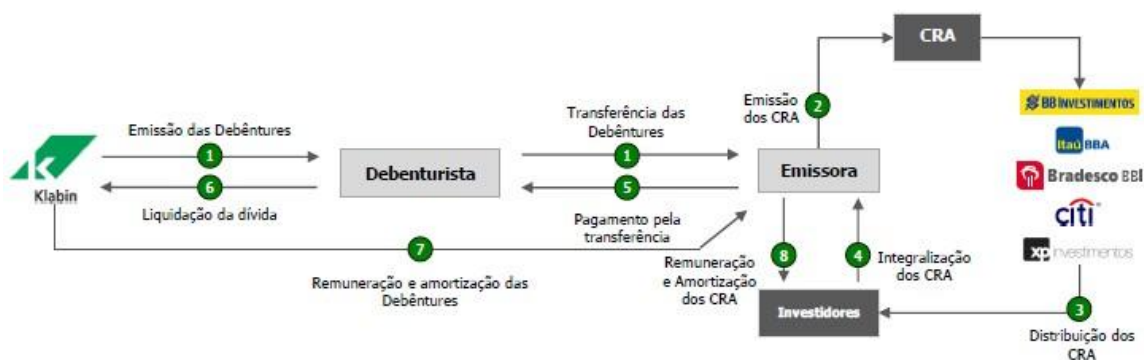 CRA
Emissão
dos CRA
2
BB INVESTIMENTOS
Itaú BBA
Bradesco BBI
citi
xp investimentos
Emissão das Debêntures
1
Klabin
6
Liquidação da dívida
Debenturista
Transferência das
Debêntures
1
5
Pagamento pela
transferência
Emissora
7
Remuneração e amortização das
Debêntures
Remuneração
e Amortização
dos CRA
8
4
Integralização
dos CRA
Investidores
3
Distribuição dos
CRA